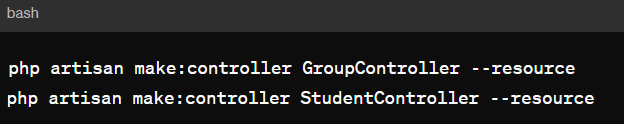 bash
php artisan make:controller GroupController --resource
php artisan make:controller StudentController --resource